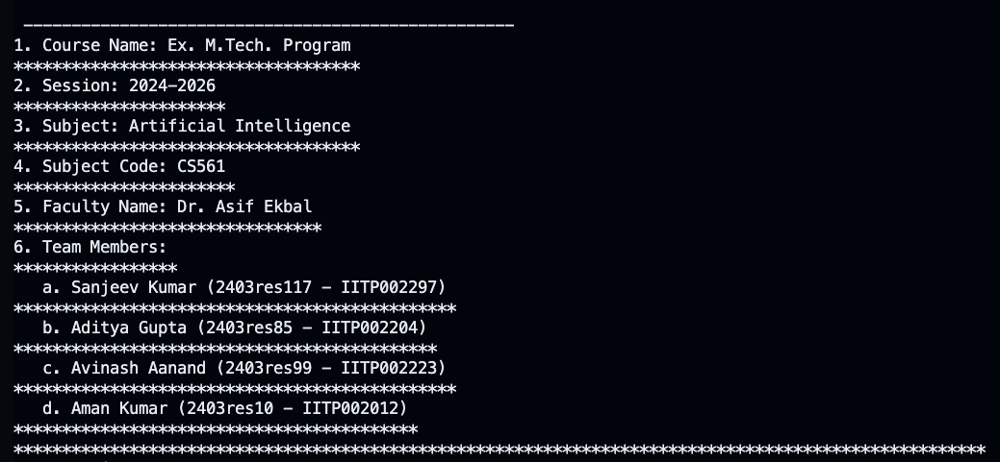 ---------------------------------------------------
1. Course Name: Ex. M.Tech. Program
************************************
2. Session: 2024-2026
**********************
3. Subject: Artificial Intelligence
************************************
4. Subject Code: CS561
***********************
5. Faculty Name: Dr. Asif Ekbal
********************************
6. Team Members:
*****************
   a. Sanjeev Kumar (2403res117 - IITP002297)
**********************************************
   b. Aditya Gupta (2403res85 - IITP002204)
********************************************
   c. Avinash Aanand (2403res99 - IITP002223)
**********************************************
   d. Aman Kumar (2403res10 - IITP002012)
******************************************
*****************************************************************************************************